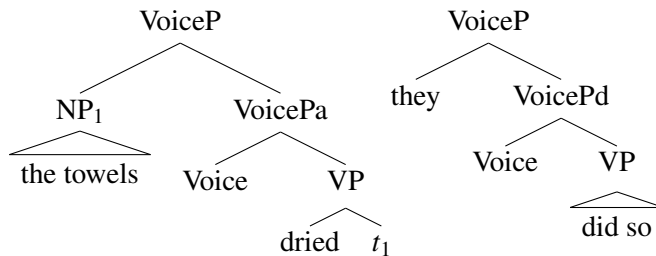 VoiceP VoiceP
NP1 VoicePa they VoicePd
the towels Voice VP Voice VP
dried t1 did so